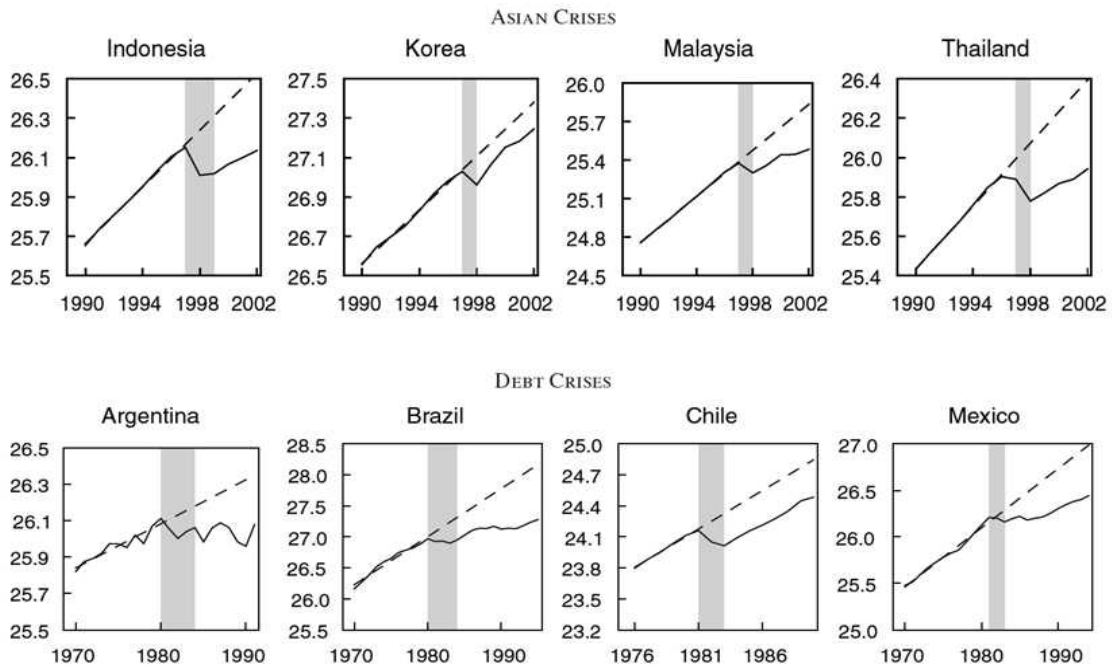 ASIAN CRISES
Indonesia Korea Malaysia Thailand
26.5 27.5 26.0 26.4
26.3 27.3 25.7 26.2
26.1 27.1 25.4 26.0
25.9 26.9 25.1 25.8
25.7 26.7 24.8 25.6
25.5 26.5 24.5 25.4
1990 1994 1998 2002 1990 1994 1998 2002 1990 1994 1998 2002 1990 1994 1998 2002
DEBT CRISES
Argentina Brazil Chile Mexico
26.5 28.5 25.0 27.0
26.3 28.0 24.7 26.5
26.1 27.5 24.4 26.0
25.9 27.0 24.1 25.5
25.7 26.5 23.8 25.0
25.5 26.0 23.5
25.5 23.2
1970 1980 1990 1970 1980 1990 1976 1981 1986 1970 1980 1990